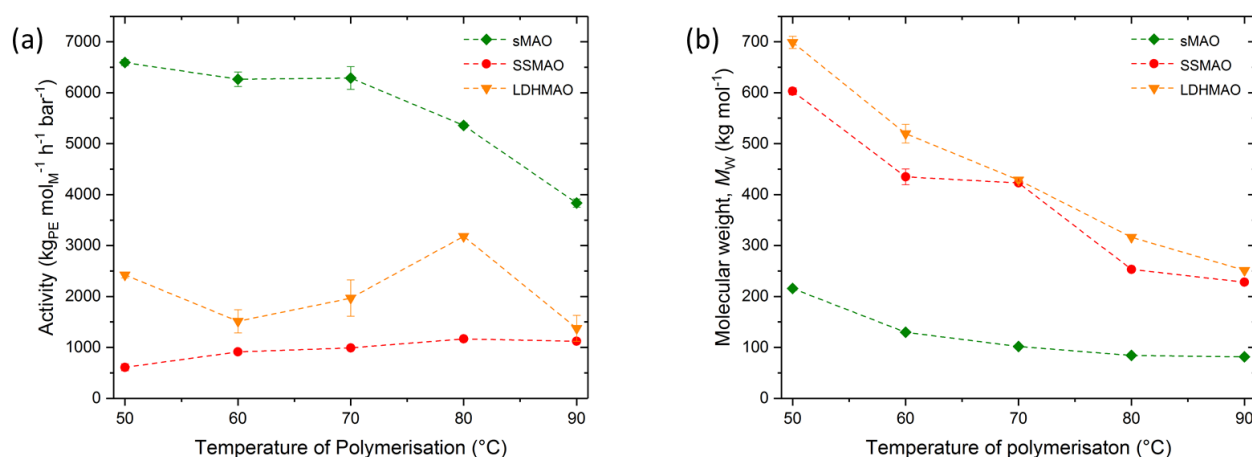 (a)
7000
6000
5000
4000
3000
2000
1000
0
Activity (kgPE molM-1 h-1 bar-1)
sMAO
SSMAO
LDHMAO
50 60 70 80 90
Temperature of Polymerisation (°C)
(b)
700
600
500
400
300
200
100
0
Molecular weight, MW (kg mol-1)
sMAO
SSMAO
LDHMAO
50 60 70 80 90
Temperature of polymerisaton (°C)